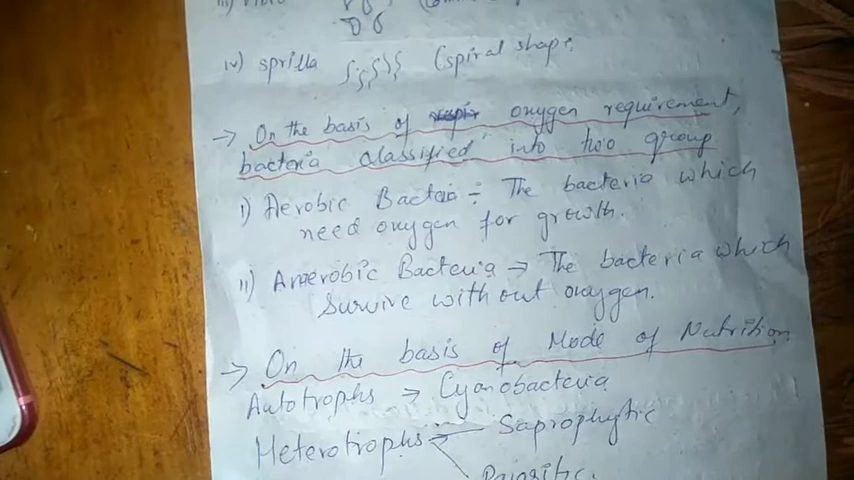 iv) sprilla (spiral shape
→ On the basis of oxygen requirement,
bacteria classified into two group
i) Aerobic Bacteria ÷ The bacteria which
need oxygen for growth.
ii) Anaerobic Bacteria → The bacteria which
Survive without oxygen.
→ On the basis of Mode of Nutrition
Autotrophs → Cyanobacteria
Heterotrophs → Saprophytic